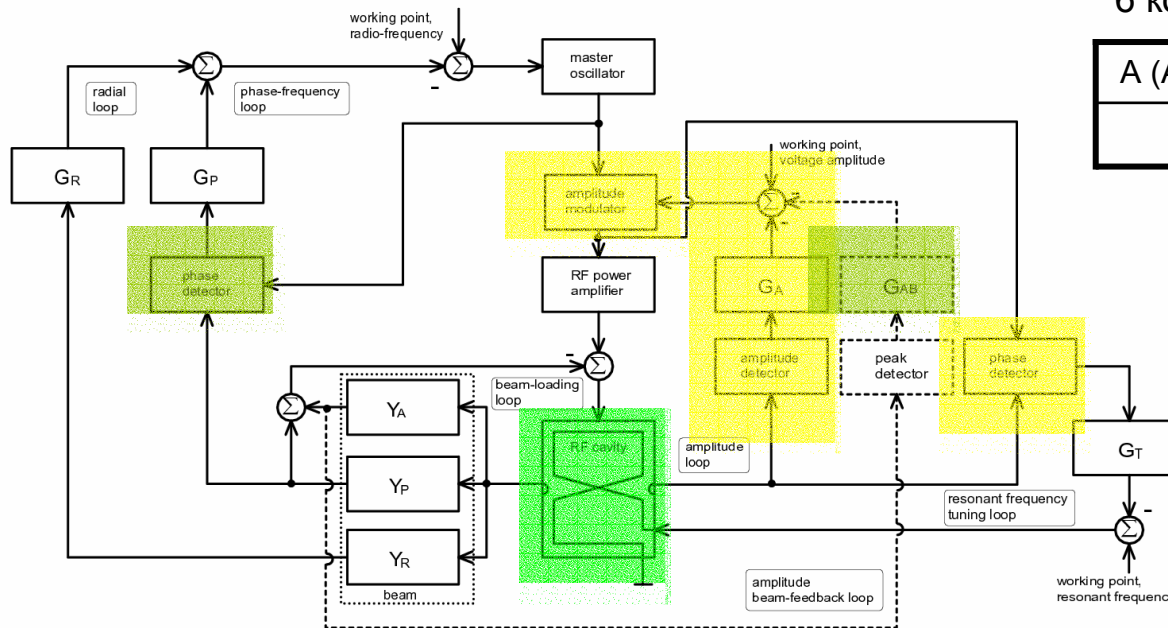 6 ко
working point,
radio-frequency
master
oscillator
A (A
radial
loop
phase-frequency
loop
working point,
voltage amplitude
GR
GP
amplitude
modulator
phase
detector
RF power
amplifier
GA
GAB
amplitude
detector
peak
detector
phase
detector
beam-loading
loop
YA
RF cavity
amplitude
loop
GT
YP
resonant frequency
tuning loop
YR
beam
amplitude
beam-feedback loop
working point,
resonant frequenc